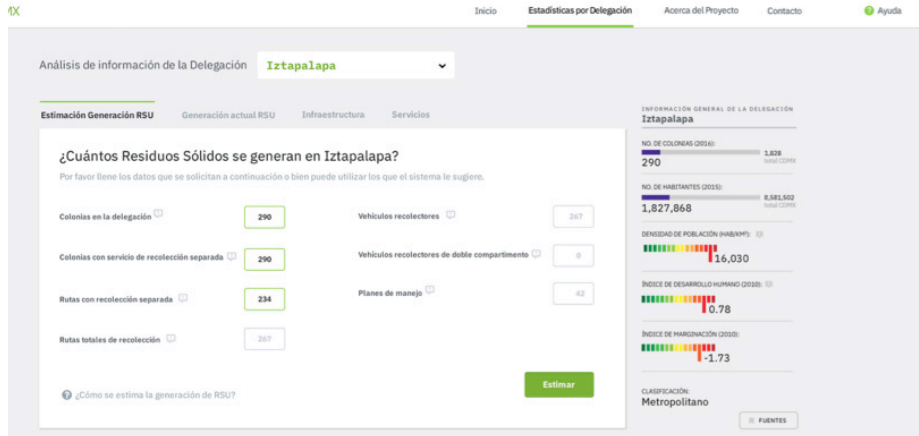 MX
Inicio
Estadísticas por Delegación
Acerca del Proyecto
Contacto
Ayuda
Análisis de información de la Delegación
Iztapalapa
Estimación Generación RSU
Generación actual RSU
Infraestructura
Servicios
¿Cuántos Residuos Sólidos se generan en Iztapalapa?
Por favor llene los datos que se solicitan a continuación o bien puede utilizar los que el sistema le sugiere.
Colonias en la delegación
290
Colonias con servicio de recolección separada
290
Rutas con recolección separada
234
Rutas totales de recolección
267
Vehículos recolectores
267
Vehículos recolectores de doble compartimento
0
Planes de manejo
42
¿Cómo se estima la generación de RSU?
Estimar
INFORMACIÓN GENERAL DE LA DELEGACIÓN
Iztapalapa
NO. DE COLONIAS (2016):
290
1,828
total CDMX
NO. DE HABITANTES (2015):
1,827,868
8,581,502
total CDMX
DENSIDAD DE POBLACIÓN (HAB/KM²):
16,030
ÍNDICE DE DESARROLLO HUMANO (2010):
0.78
ÍNDICE DE MARGINACIÓN (2010):
-1.73
CLASIFICACIÓN:
Metropolitano
FUENTES